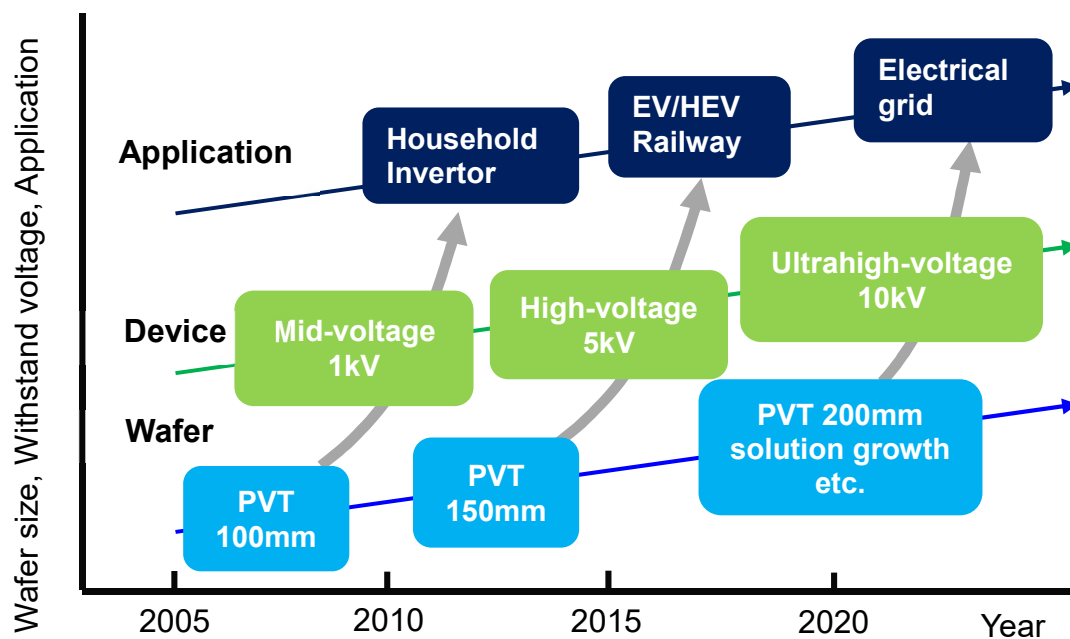 Wafer size, Withstand voltage, Application
Application
Household
Invertor
EV/HEV
Railway
Electrical
grid
Device
Mid-voltage
1kV
High-voltage
5kV
Ultrahigh-voltage
10kV
Wafer
PVT
100mm
PVT
150mm
PVT 200mm
solution growth
etc.
2005
2010
2015
2020
Year